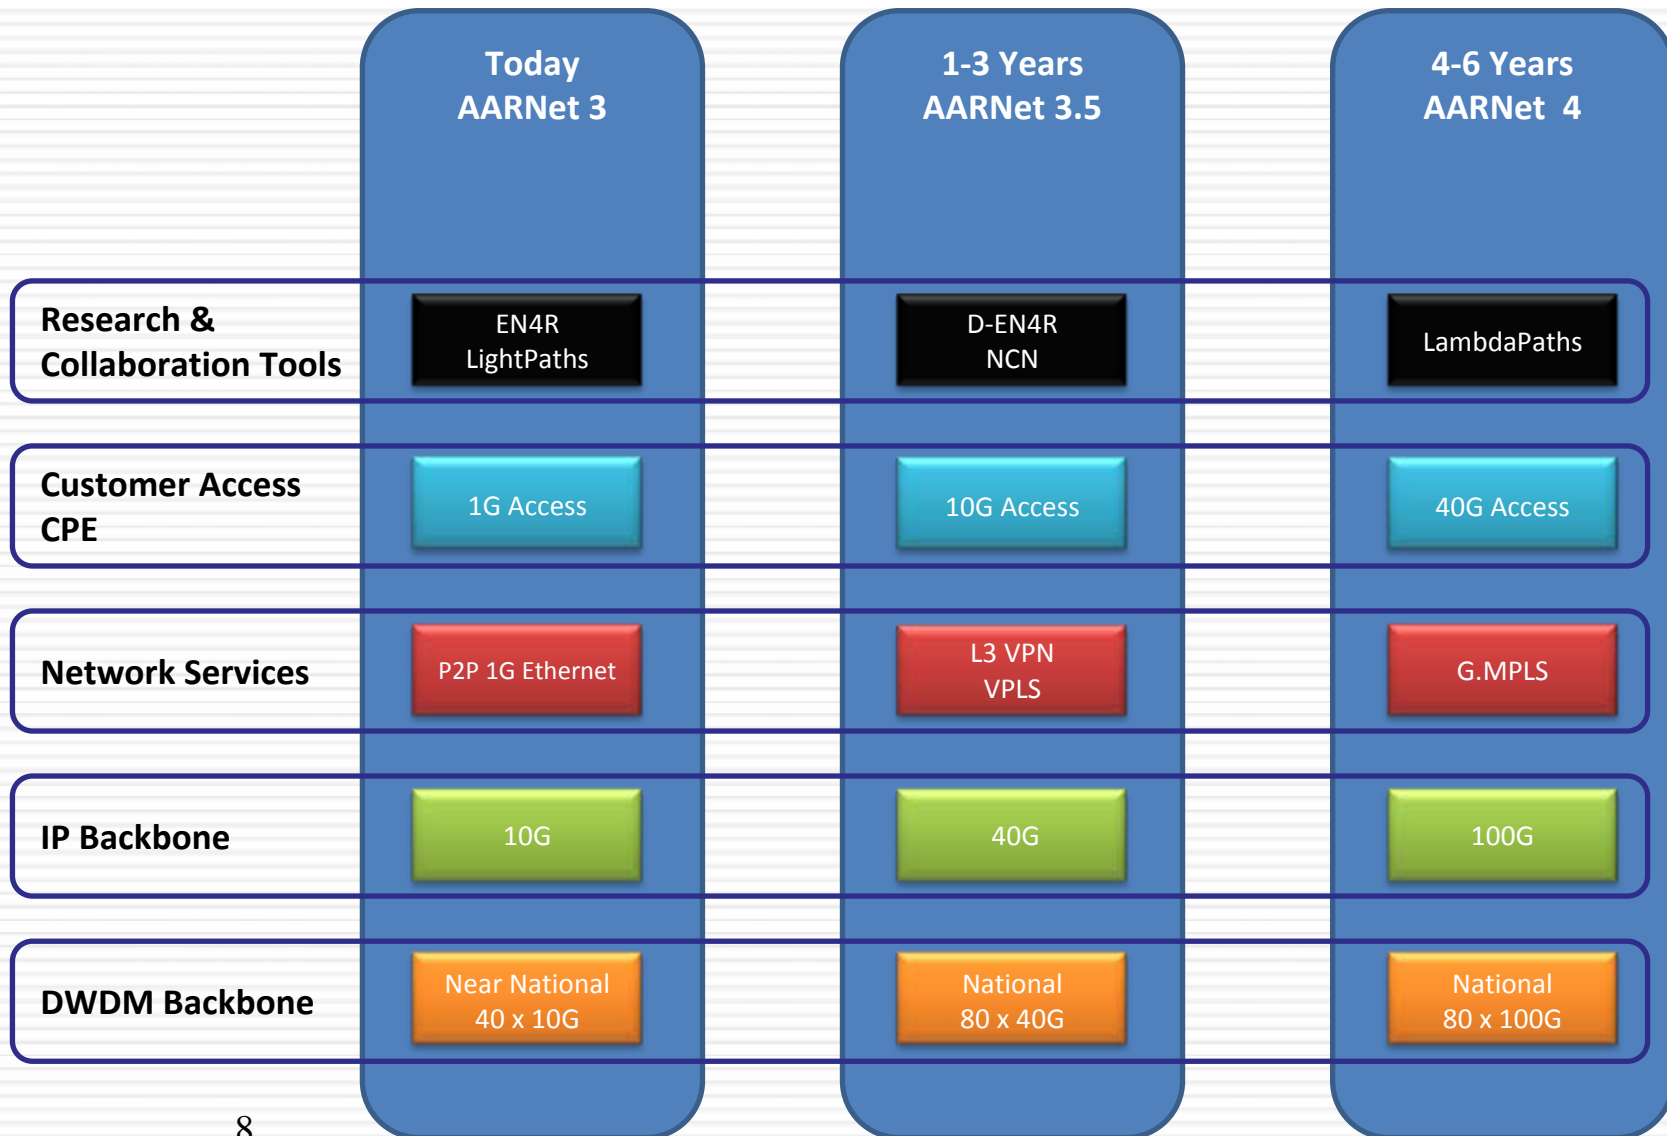 Today
AARNet 3
1-3 Years
AARNet 3.5
4-6 Years
AARNet 4
Research &
Collaboration Tools
EN4R
LightPaths
D-EN4R
NCN
LambdaPaths
Customer Access
CPE
1G Access
10G Access
40G Access
Network Services
P2P 1G Ethernet
L3 VPN
VPLS
G.MPLS
IP Backbone
10G
40G
100G
DWDM Backbone
Near National
40 x 10G
National
80 x 40G
National
80 x 100G
8